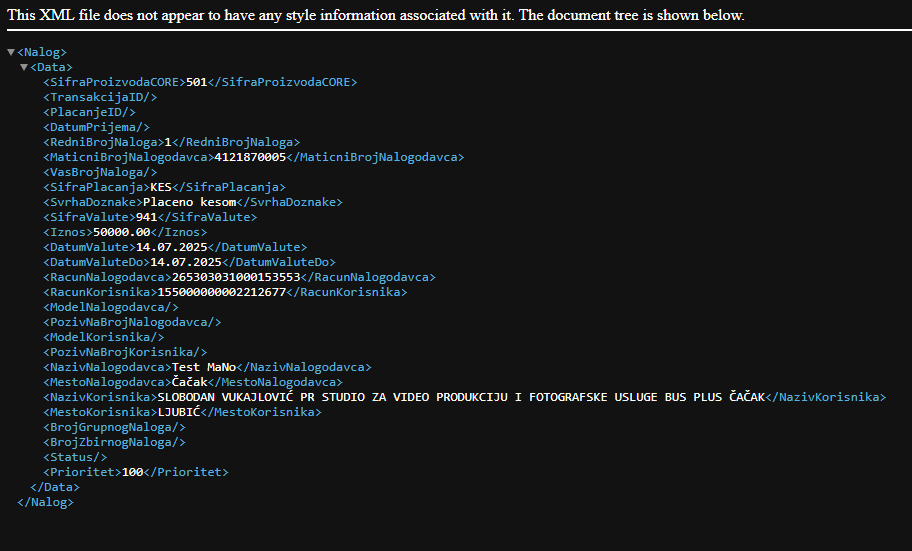 This XML file does not appear to have any style information associated with it. The document tree is shown below.
▼<Nalog>
▼<Data>
<SifraProizvodaCORE>501</SifraProizvodaCORE>
<TransakcijaID/>
<PlacanjeID/>
<DatumPrijema/>
<RedniBrojNaloga>1</RedniBrojNaloga>
<MaticniBrojNalogodavca>4121870005</MaticniBrojNalogodavca>
<VasBrojNaloga/>
<SifraPlacanja>KES</SifraPlacanja>
<SvrhaDoznake>Placeno kesom</SvrhaDoznake>
<SifraValute>941</SifraValute>
<Iznos>50000.00</Iznos>
<DatumValute>14.07.2025</DatumValute>
<DatumValuteDo>14.07.2025</DatumValuteDo>
<RacunNalogodavca>265303031000153553</RacunNalogodavca>
<RacunKorisnika>155000000002212677</RacunKorisnika>
<ModelNalogodavca/>
<PozivNaBrojNalogodavca/>
<ModelKorisnika/>
<PozivNaBrojKorisnika/>
<NazivNalogodavca>Test MaNo</NazivNalogodavca>
<MestoNalogodavca>Čačak</MestoNalogodavca>
<NazivKorisnika>SLOBODAN VUKAJLOVIĆ PR STUDIO ZA VIDEO PRODUKCIJU I FOTOGRAFSKE USLUGE BUS PLUS ČAČAK</NazivKorisnika>
<MestoKorisnika>LJUBIĆ</MestoKorisnika>
<BrojGrupnogNaloga/>
<BrojZbirnogNaloga/>
<Status/>
<Prioritet>100</Prioritet>
</Data>
</Nalog>